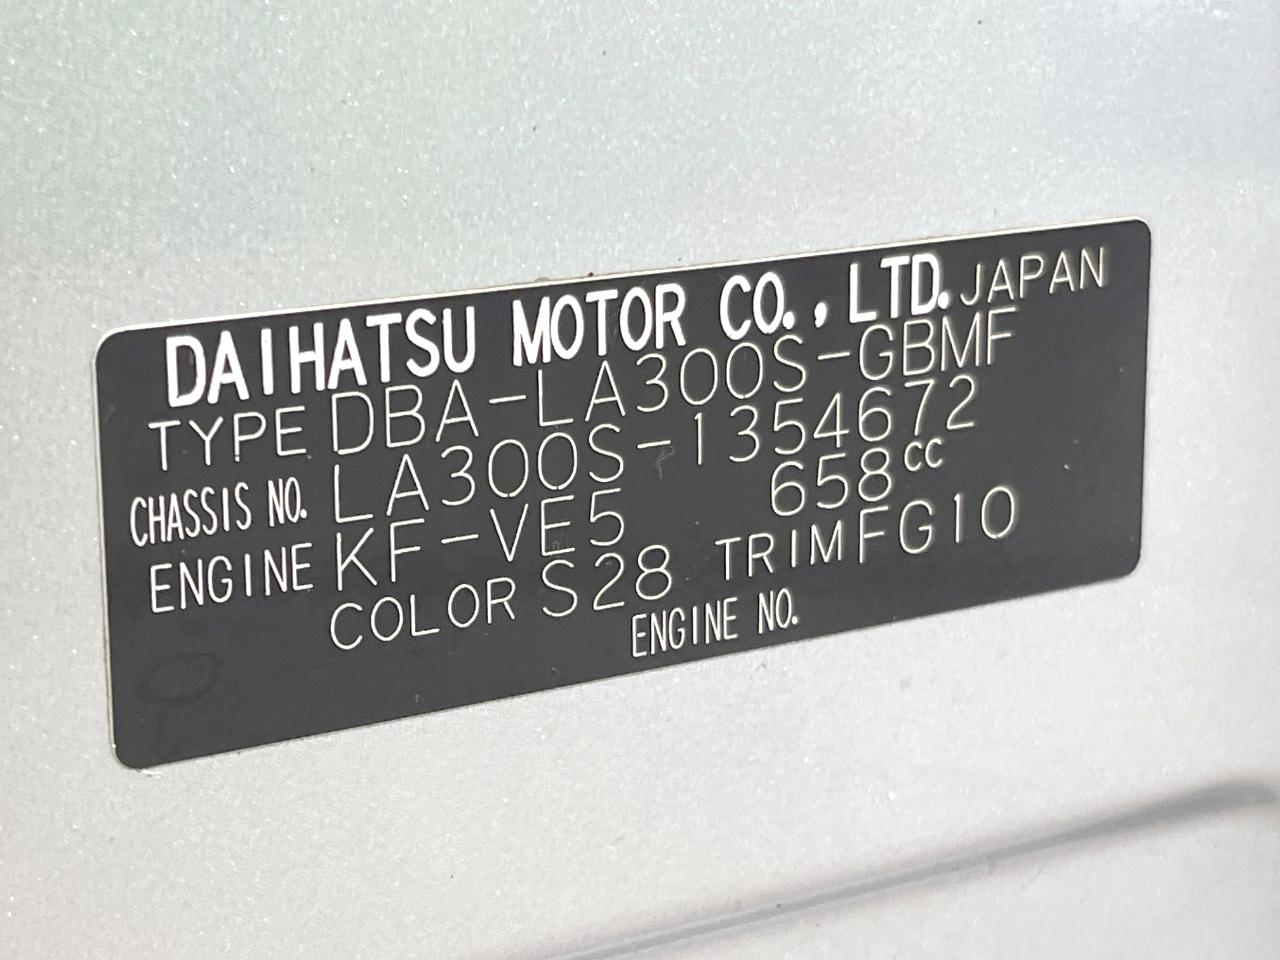 DAIHATSU MOTOR CO., LTD. JAPAN
TYPE DBA-LA300S-GBMF
CHASSIS NO. LA300S-1354672
ENGINE KF-VE5 658cc
COLOR S28 TRIM FG10
ENGINE NO.